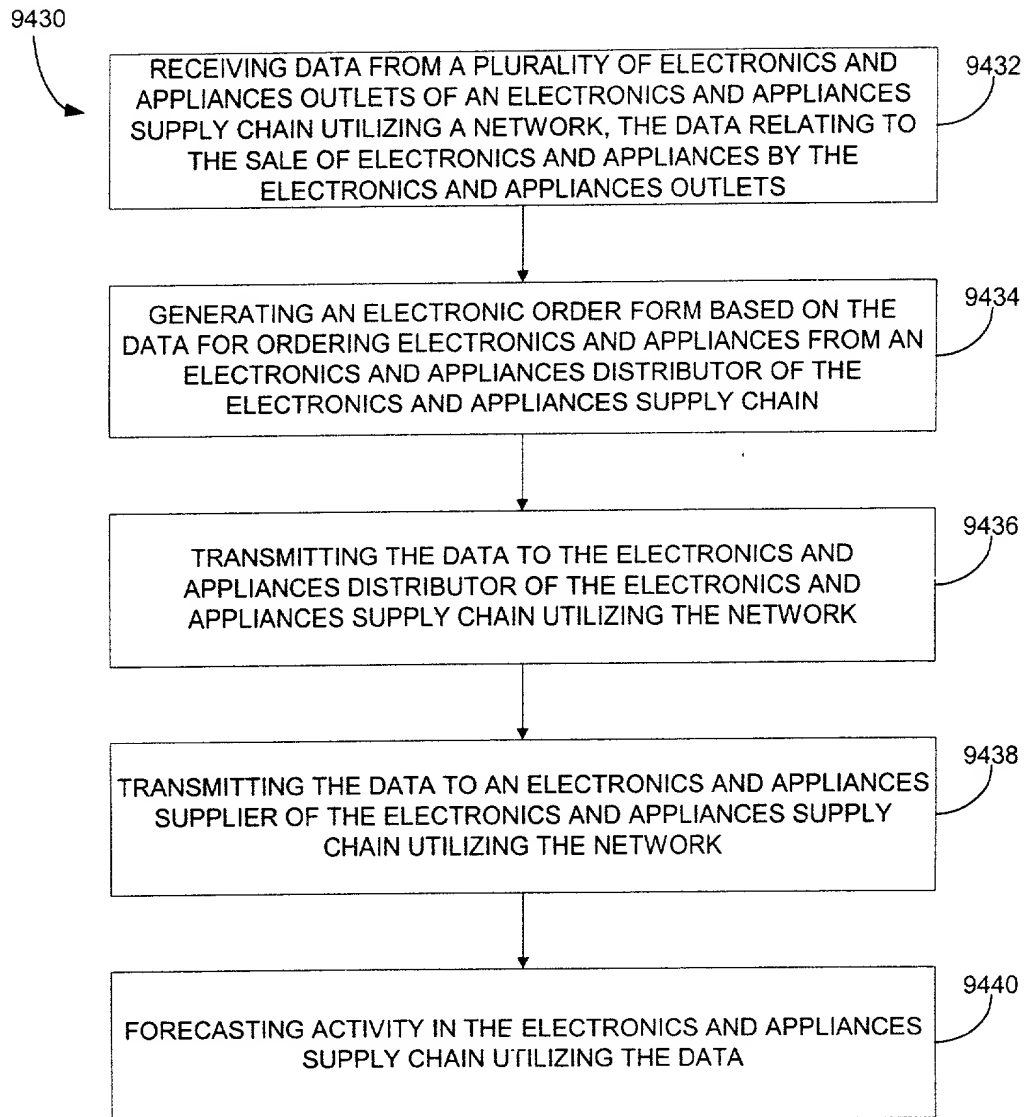 9430
RECEIVING DATA FROM A PLURALITY OF ELECTRONICS AND
APPLIANCES OUTLETS OF AN ELECTRONICS AND APPLIANCES
SUPPLY CHAIN UTILIZING A NETWORK, THE DATA RELATING TO
THE SALE OF ELECTRONICS AND APPLIANCES BY THE
ELECTRONICS AND APPLIANCES OUTLETS
9432
GENERATING AN ELECTRONIC ORDER FORM BASED ON THE
DATA FOR ORDERING ELECTRONICS AND APPLIANCES FROM AN
ELECTRONICS AND APPLIANCES DISTRIBUTOR OF THE
ELECTRONICS AND APPLIANCES SUPPLY CHAIN
9434
TRANSMITTING THE DATA TO THE ELECTRONICS AND
APPLIANCES DISTRIBUTOR OF THE ELECTRONICS AND
APPLIANCES SUPPLY CHAIN UTILIZING THE NETWORK
9436
TRANSMITTING THE DATA TO AN ELECTRONICS AND APPLIANCES
SUPPLIER OF THE ELECTRONICS AND APPLIANCES SUPPLY
CHAIN UTILIZING THE NETWORK
9438
FORECASTING ACTIVITY IN THE ELECTRONICS AND APPLIANCES
SUPPLY CHAIN UTILIZING THE DATA
9440